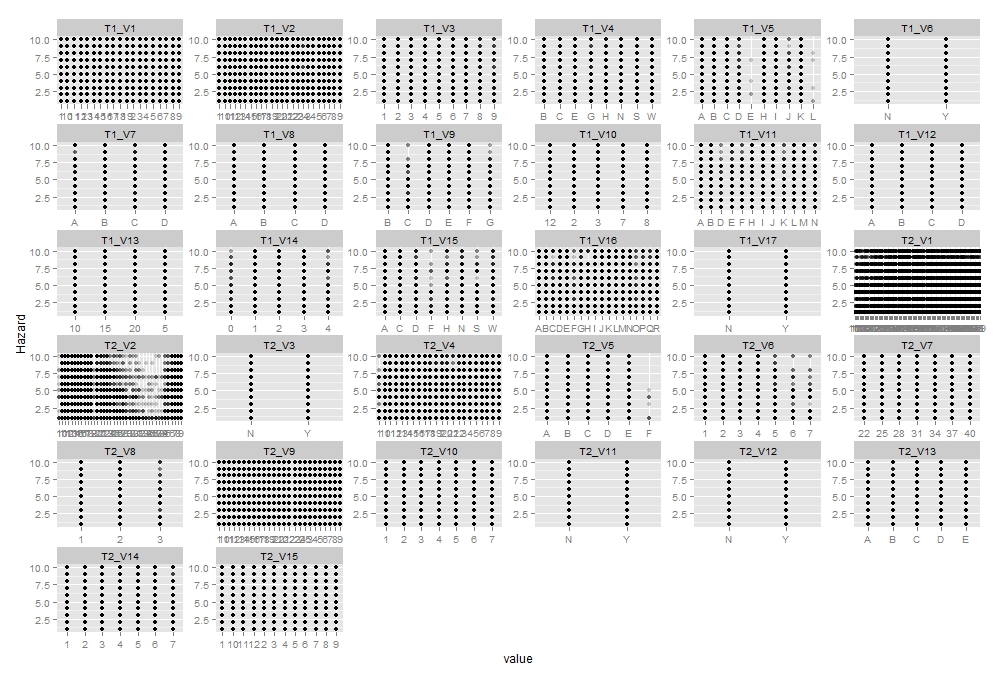 T1_V1 T1_V2 T1_V3 T1_V4 T1_V5 T1_V6
10.0 10.0 10.0 10.0 10.0 10.0
7.5 7.5 7.5 7.5 7.5 7.5
5.0 5.0 5.0 5.0 5.0 5.0
2.5 2.5 2.5 2.5 2.5 2.5
1 2 3 4 5 6 7 8 9 B C E G H N S W A B C D E H I J K L N Y
T1_V7 T1_V8 T1_V9 T1_V10 T1_V11 T1_V12
10.0 10.0 10.0 10.0 10.0 10.0
7.5 7.5 7.5 7.5 7.5 7.5
5.0 5.0 5.0 5.0 5.0 5.0
2.5 2.5 2.5 2.5 2.5 2.5
A B C D A B C D B C D E F G 12 2 3 7 8 A B D E F H I J K L M N A B C D
T1_V13 T1_V14 T1_V15 T1_V16 T1_V17 T2_V1
10.0 10.0 10.0 10.0 10.0 10.0
7.5 7.5 7.5 7.5 7.5 7.5
5.0 5.0 5.0 5.0 5.0 5.0
2.5 2.5 2.5 2.5 2.5 2.5
10 15 20 5 0 1 2 3 4 A C D F H N S W A B C D E F G H I J K L M N O P Q R N Y
Hazard
T2_V2 T2_V3 T2_V4 T2_V5 T2_V6 T2_V7
10.0 10.0 10.0 10.0 10.0 10.0
7.5 7.5 7.5 7.5 7.5 7.5
5.0 5.0 5.0 5.0 5.0 5.0
2.5 2.5 2.5 2.5 2.5 2.5
N Y A B C D E F 1 2 3 4 5 6 7 22 25 28 31 34 37 40
T2_V8 T2_V9 T2_V10 T2_V11 T2_V12 T2_V13
10.0 10.0 10.0 10.0 10.0 10.0
7.5 7.5 7.5 7.5 7.5 7.5
5.0 5.0 5.0 5.0 5.0 5.0
2.5 2.5 2.5 2.5 2.5 2.5
1 2 3 1 2 3 4 5 6 7 N Y N Y A B C D E
T2_V14 T2_V15
10.0 10.0
7.5 7.5
5.0 5.0
2.5 2.5
1 2 3 4 5 6 7 1 10 11 12 2 3 4 5 6 7 8 9
value